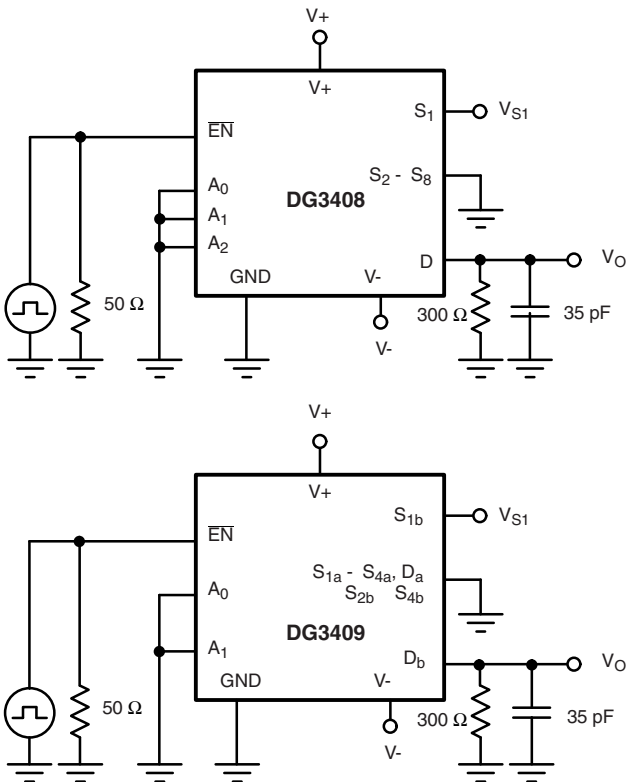 V+
V+
S1
VS1
EN
S2 - S8
A0
A1
DG3408
A2
D
VO
GND
V-
50 Ω
300 Ω
35 pF
V-
V+
V+
S1b
VS1
EN
S1a - S4a, Da
A0
S2b S4b
DG3409
A1
Db
VO
GND
V-
50 Ω
300 Ω
35 pF
V-